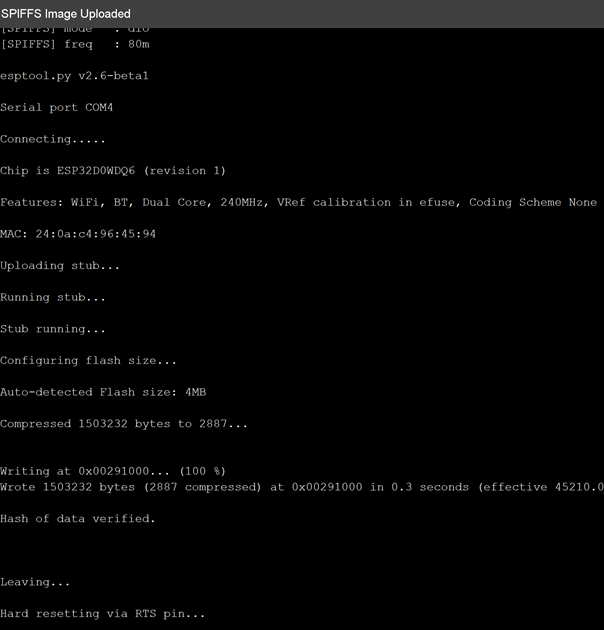 SPIFFS Image Uploaded
[SPIFFS] mode   : dio
[SPIFFS] freq   : 80m
esptool.py v2.6-beta1
Serial port COM4
Connecting.....
Chip is ESP32D0WDQ6 (revision 1)
Features: WiFi, BT, Dual Core, 240MHz, VRef calibration in efuse, Coding Scheme None
MAC: 24:0a:c4:96:45:94
Uploading stub...
Running stub...
Stub running...
Configuring flash size...
Auto-detected Flash size: 4MB
Compressed 1503232 bytes to 2887...
Writing at 0x00291000... (100 %)
Wrote 1503232 bytes (2887 compressed) at 0x00291000 in 0.3 seconds (effective 45210.0
Hash of data verified.
Leaving...
Hard resetting via RTS pin...